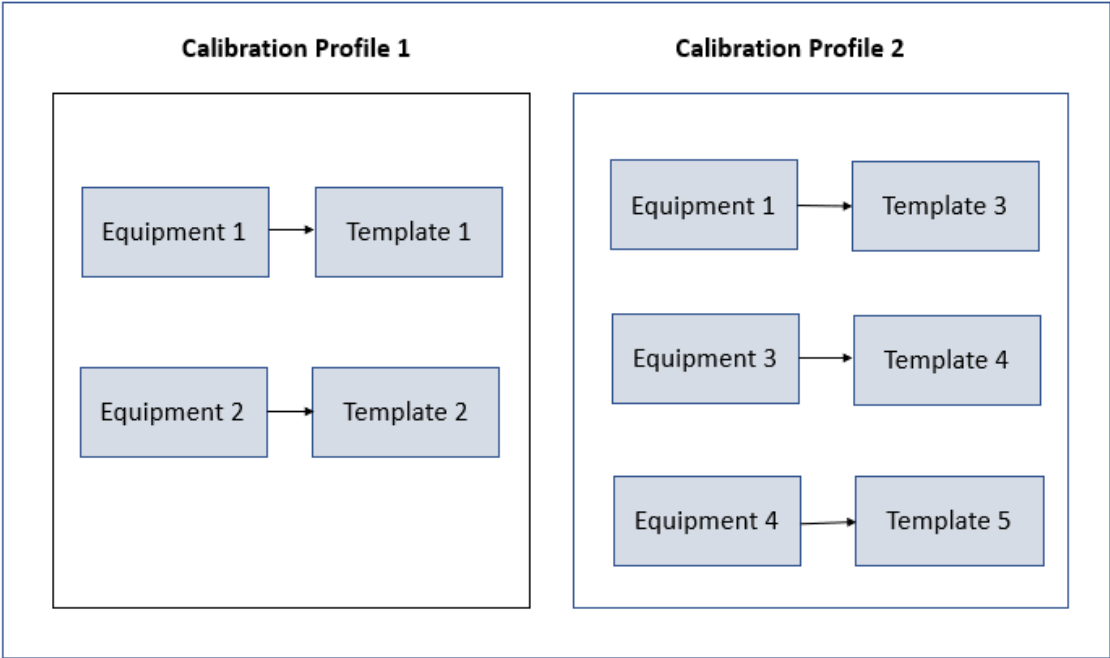 Calibration Profile 1
Equipment 1
Template 1
Equipment 2
Template 2
Calibration Profile 2
Equipment 1
Template 3
Equipment 3
Template 4
Equipment 4
Template 5